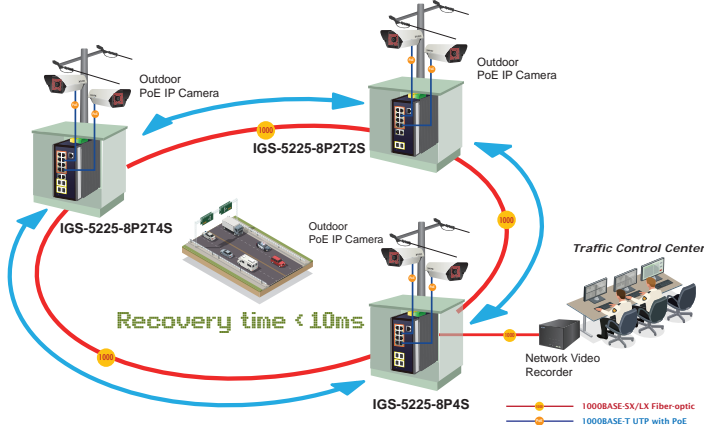 Outdoor
PoE IP Camera
Outdoor
PoE IP Camera
1000
IGS-5225-8P2T2S
IGS-5225-8P2T4S
1000
Outdoor
PoE IP Camera
Traffic Control Center
Recovery time <10ms
1000
Network Video
Recorder
1000
IGS-5225-8P4S
1000BASE-SX/LX Fiber-optic
1000BASE-T UTP with PoE